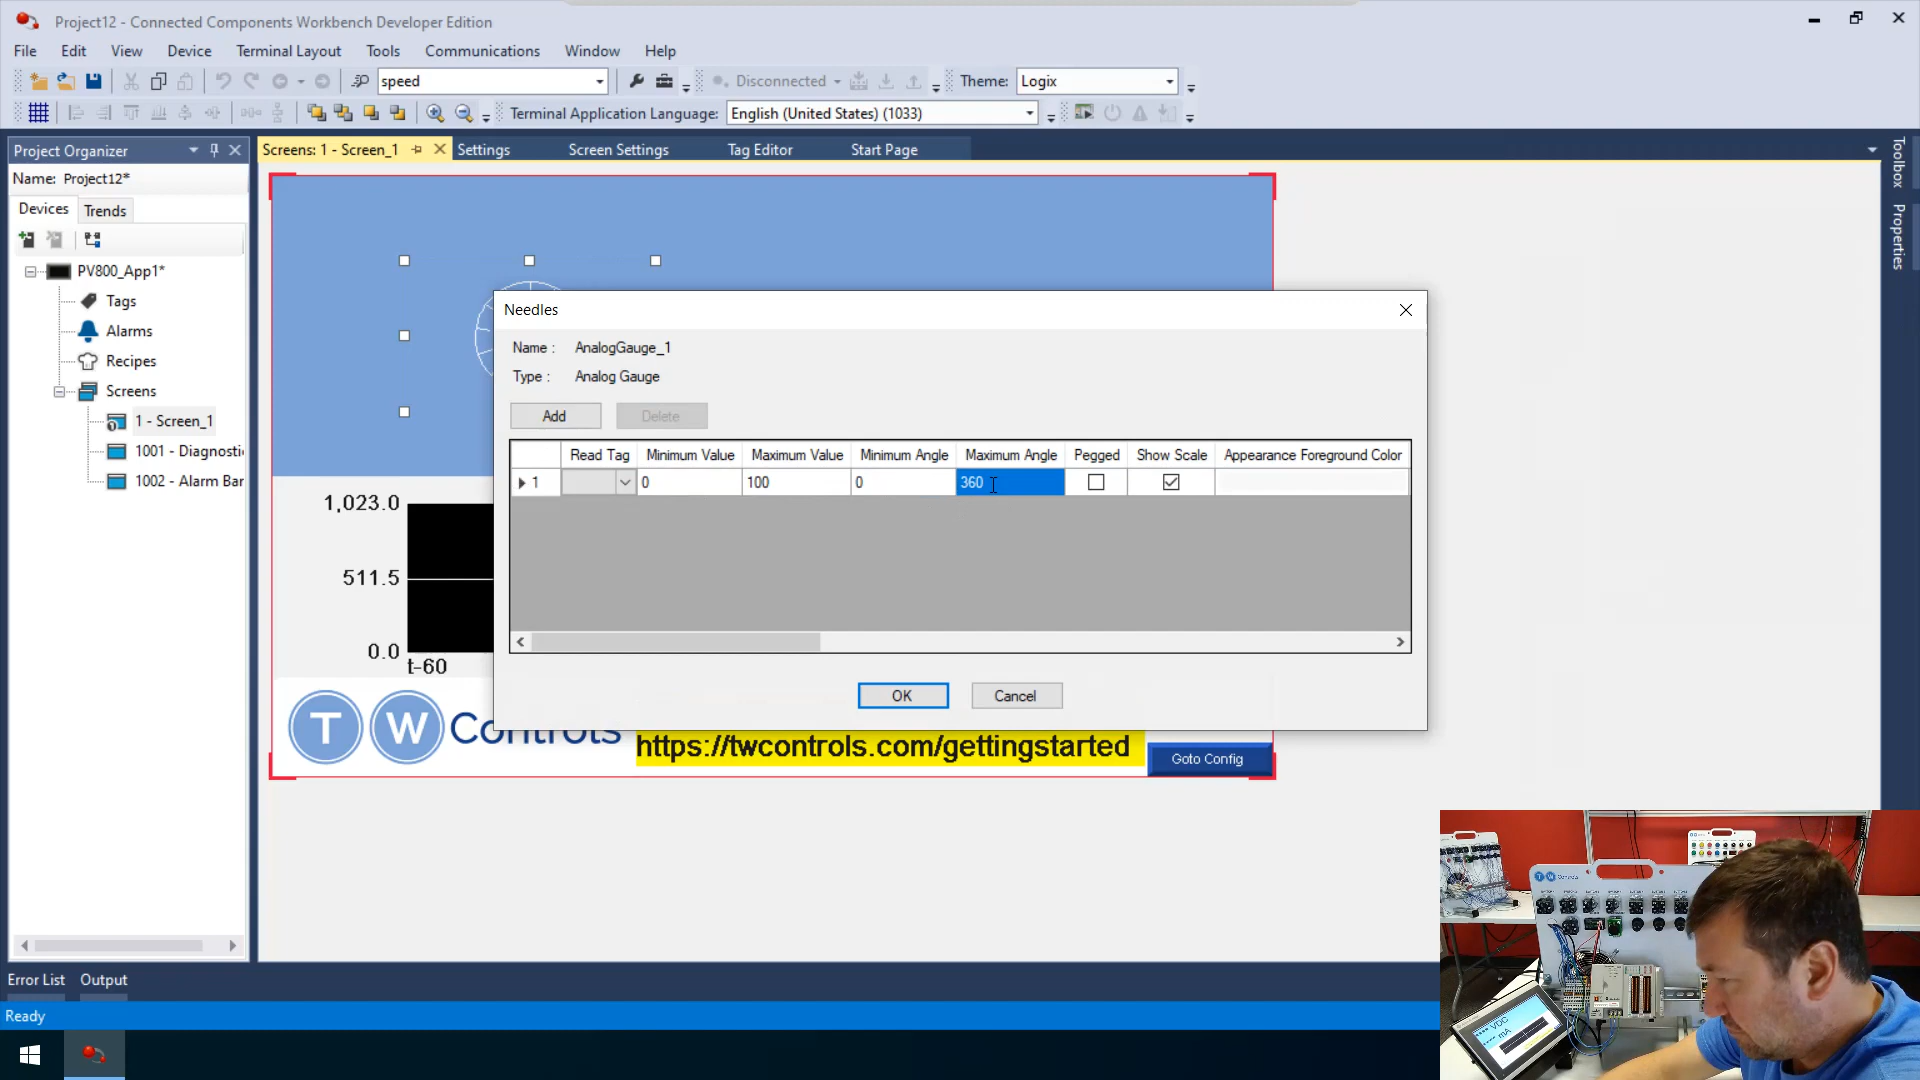 Project12 - Connected Components Workbench Developer Edition
File Edit View Device Terminal Layout Tools Communications Window Help
speed Disconnected Theme: Logix
Terminal Application Language: English (United States) (1033)
Project Organizer
Name: Project12*
Devices Trends
PV800_App1*
Tags
Alarms
Recipes
Screens
1 - Screen_1
1001 - Diagnosti
1002 - Alarm Bar
Screens: 1 - Screen_1 Settings Screen Settings Tag Editor Start Page
Toolbox
Properties
Needles
Name : AnalogGauge_1
Type : Analog Gauge
Add Delete
Read Tag Minimum Value Maximum Value Minimum Angle Maximum Angle Pegged Show Scale Appearance Foreground Color
1 0 100 0 360
OK Cancel
1,023.0
511.5
0.0
t-60
T W Controls
https://twcontrols.com/gettingstarted
Goto Config
Error List Output
Ready
T W Controls
VDC
mA